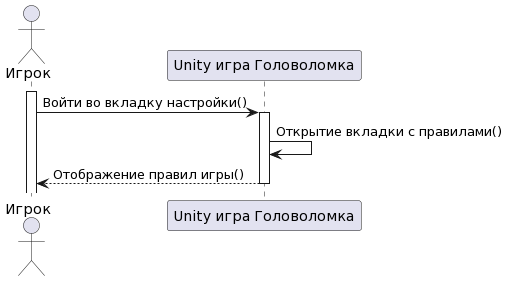 Игрок
Unity игра Головоломка
Войти во вкладку настройки()
Открытие вкладки с правилами()
Отображение правил игры()
Игрок
Unity игра Головоломка